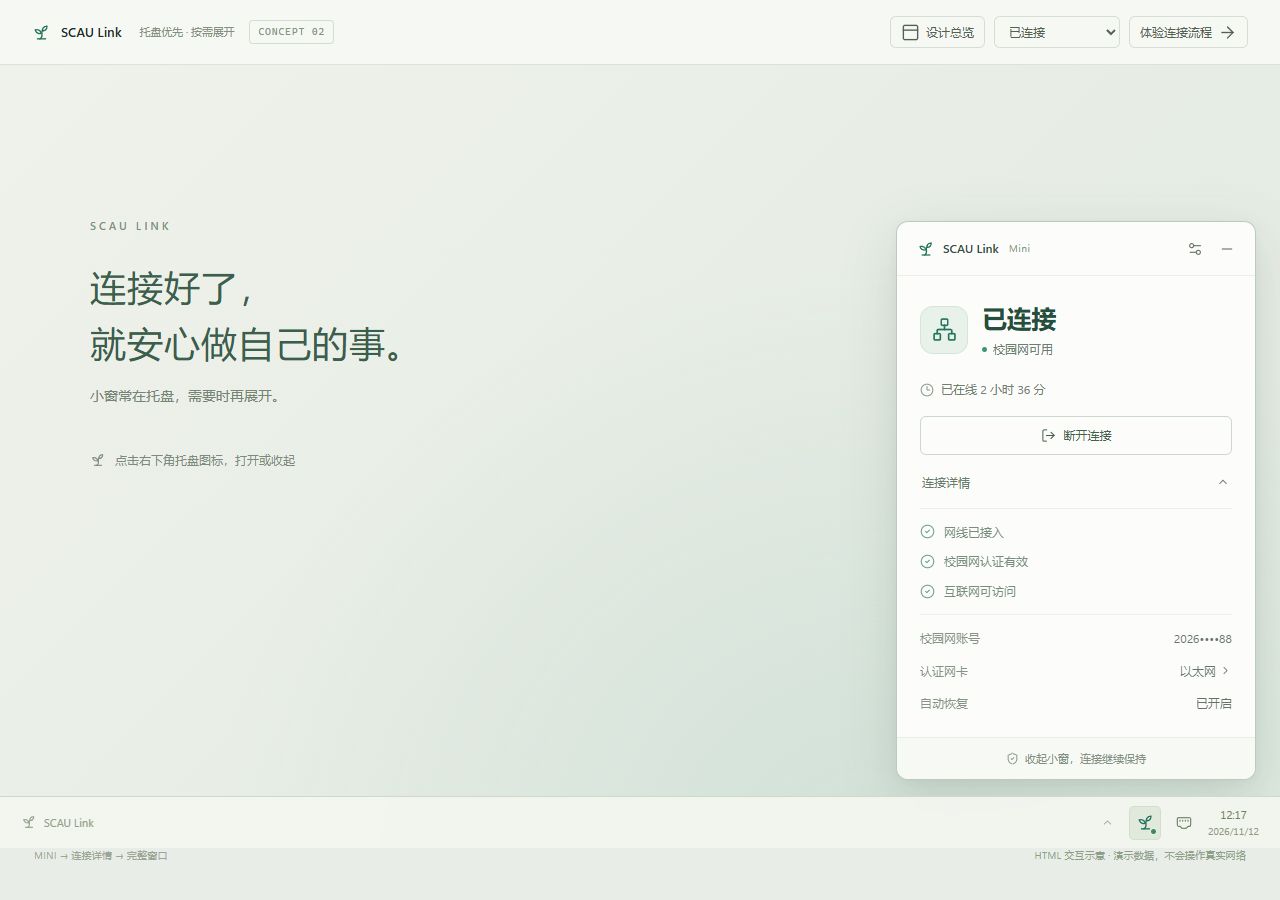 SCAU Link 托盘优先 · 按需展开 CONCEPT 02 设计总览 已连接 体验连接流程
SCAU LINK
连接好了，
就安心做自己的事。
小窗常在托盘，需要时再展开。
点击右下角托盘图标，打开或收起
SCAU Link Mini
已连接
校园网可用
已在线 2 小时 36 分
断开连接
连接详情
网线已接入
校园网认证有效
互联网可访问
校园网账号 2026••••88
认证网卡 以太网
自动恢复 已开启
收起小窗，连接继续保持
SCAU Link 12:17
2026/11/12
MINI → 连接详情 → 完整窗口 HTML 交互示意 · 演示数据，不会操作真实网络